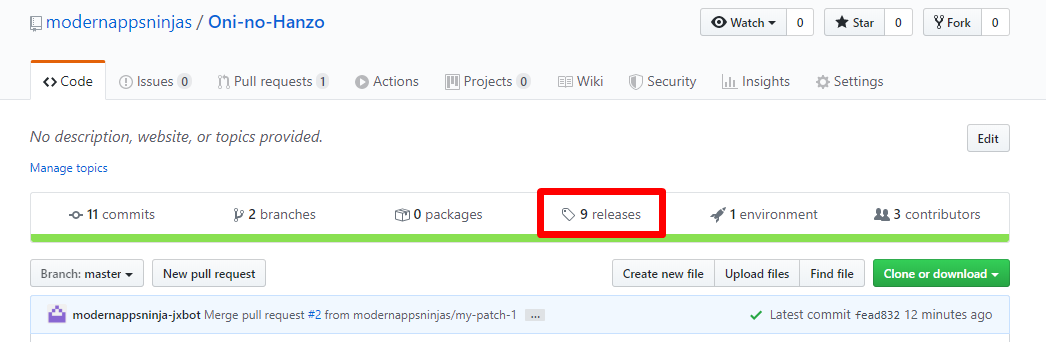 modernappsninjas / Oni-no-Hanzo Watch 0 Star 0 Fork 0
Code Issues 0 Pull requests 1 Actions Projects 0 Wiki Security Insights Settings
No description, website, or topics provided. Edit
Manage topics
11 commits 2 branches 0 packages 9 releases 1 environment 3 contributors
Branch: master New pull request Create new file Upload files Find file Clone or download
modernappsninja-jxbot Merge pull request #2 from modernappsninjas/my-patch-1 ... Latest commit fead832 12 minutes ago